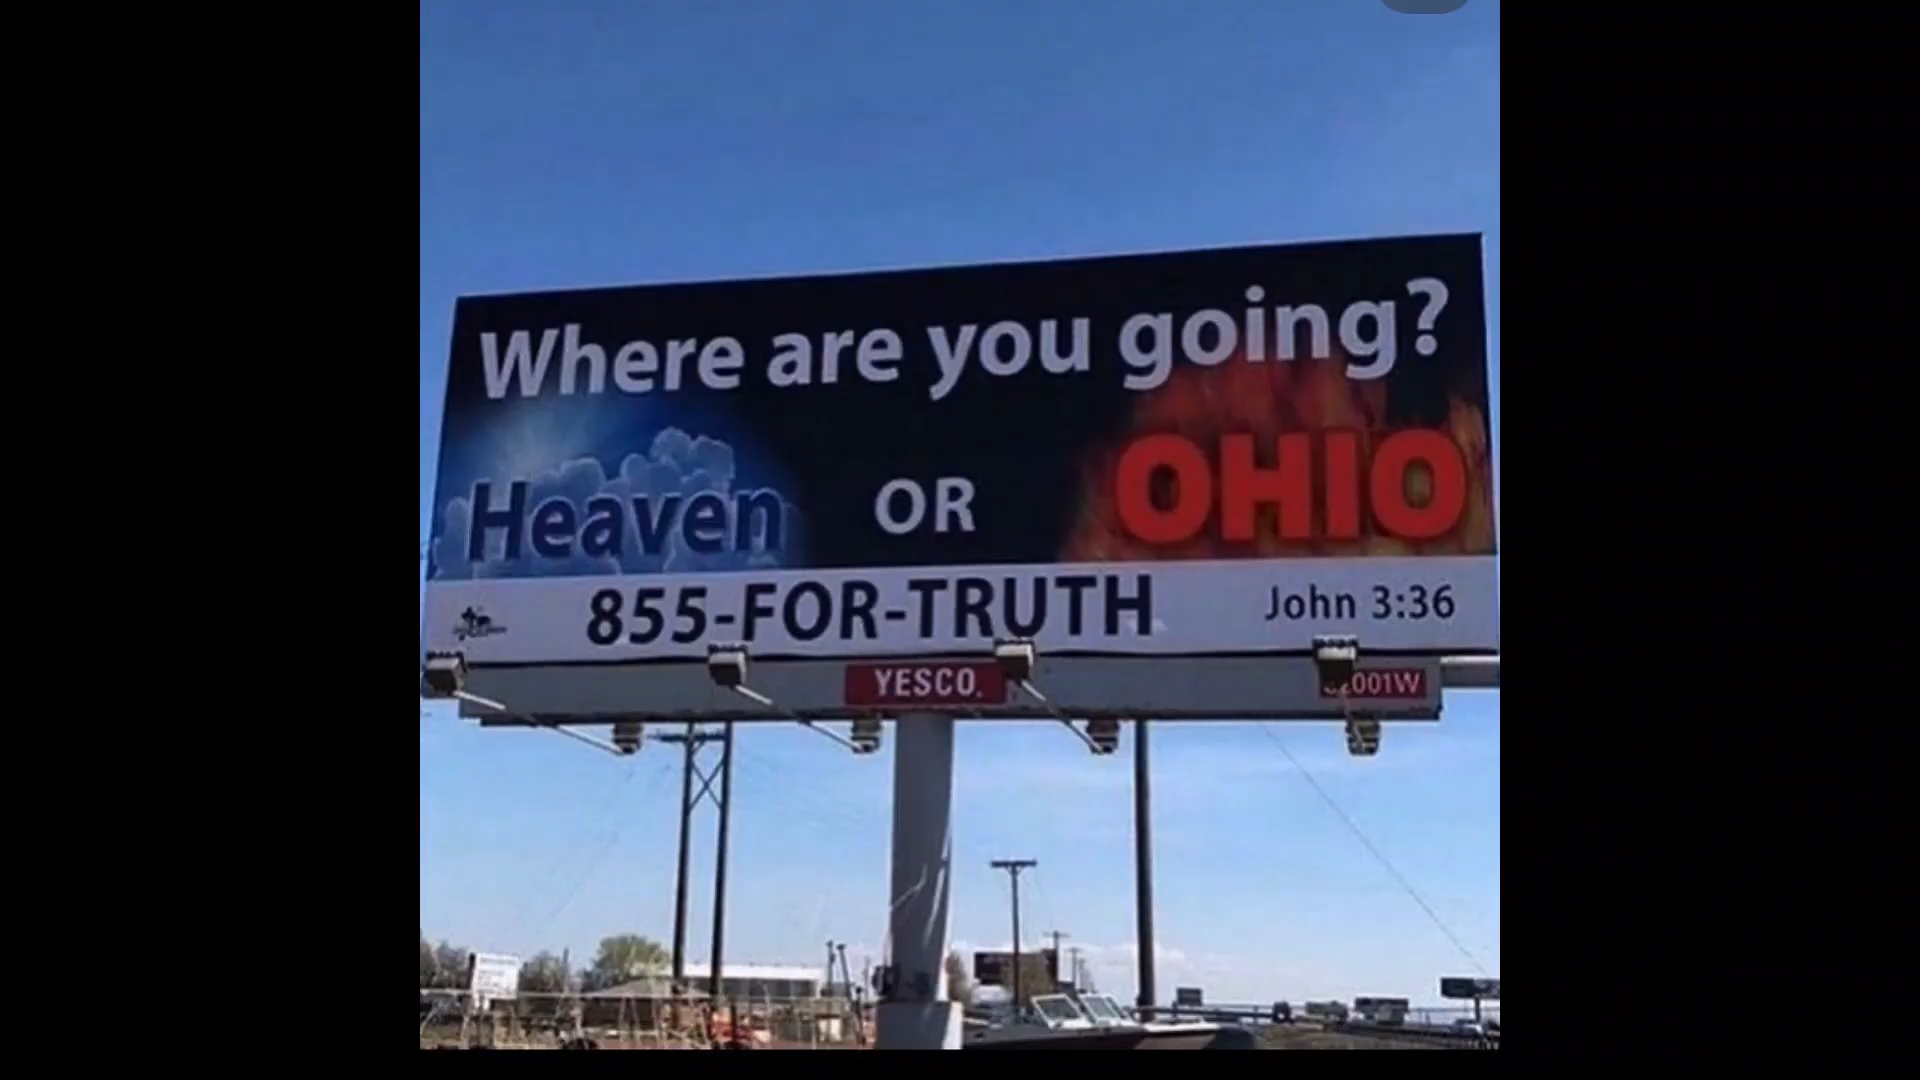 Where are you going?
Heaven OR OHIO
855-FOR-TRUTH John 3:36
YESCO.